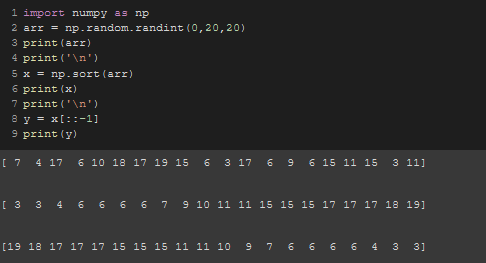 1 import numpy as np
2 arr = np.random.randint(0,20,20)
3 print(arr)
4 print('\n')
5 x = np.sort(arr)
6 print(x)
7 print('\n')
8 y = x[::-1]
9 print(y)
[ 7  4 17  6 10 18 17 19 15  6  3 17  6  9  6 15 11 15  3 11]
[ 3  3  4  6  6  6  6  7  9 10 11 11 15 15 15 17 17 17 18 19]
[19 18 17 17 17 15 15 15 11 11 10  9  7  6  6  6  6  4  3  3]